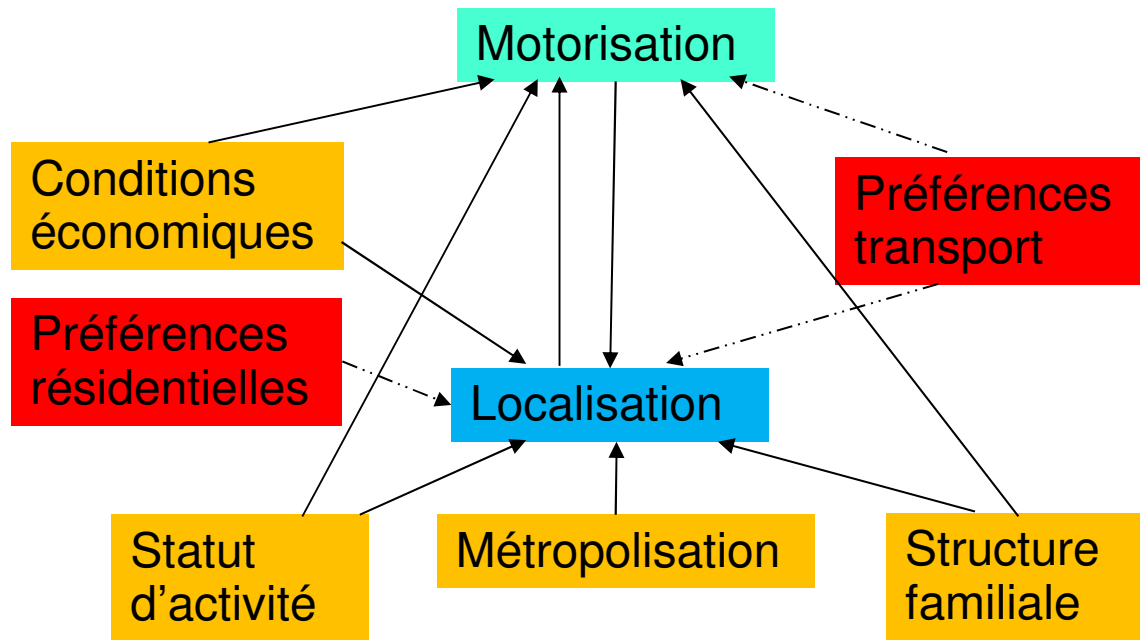 Motorisation
Conditions
économiques
Préférences
transport
Préférences
résidentielles
Localisation
Statut
d’activité
Métropolisation
Structure
familiale